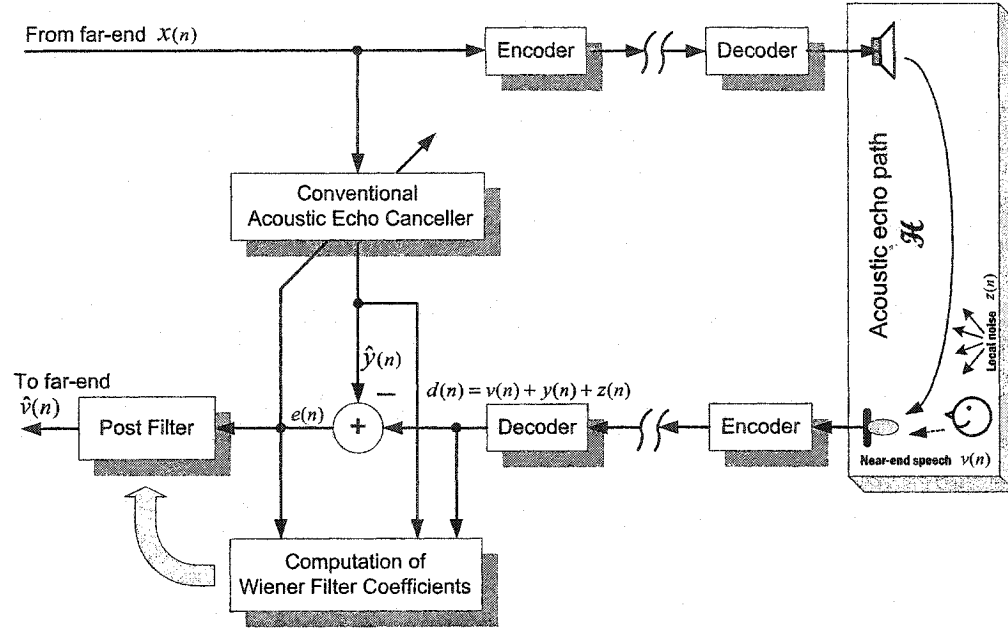 From far-end x(n)
Encoder
Decoder
Conventional
Acoustic Echo Canceller
Acoustic echo path
ℋ
Local noise z(n)
ŷ(n)
−
d(n) = v(n) + y(n) + z(n)
To far-end
v̂(n)
Post Filter
e(n)
+
Decoder
Encoder
Near-end speech v(n)
Computation of
Wiener Filter Coefficients